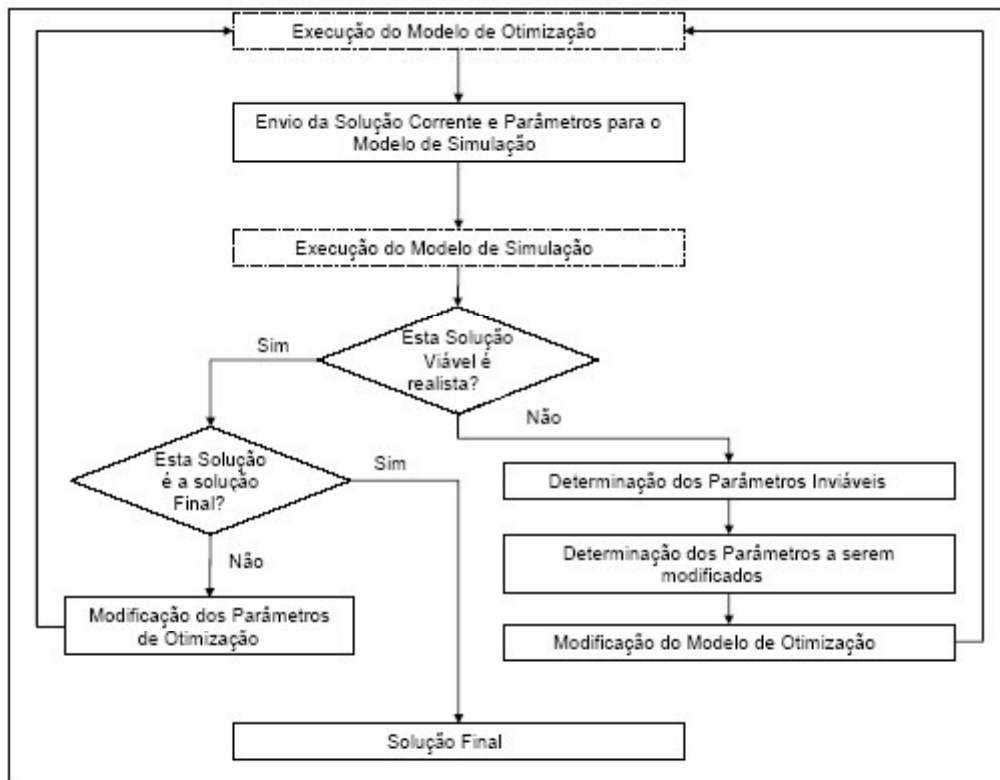 Execução do Modelo de Otimização
Envio da Solução Corrente e Parâmetros para o
Modelo de Simulação
Execução do Modelo de Simulação
Esta Solução
Viável é
realista?
Sim
Não
Esta Solução
é a solução
Final?
Sim
Não
Modificação dos Parâmetros
de Otimização
Determinação dos Parâmetros Inviáveis
Determinação dos Parâmetros a serem
modificados
Modificação do Modelo de Otimização
Solução Final